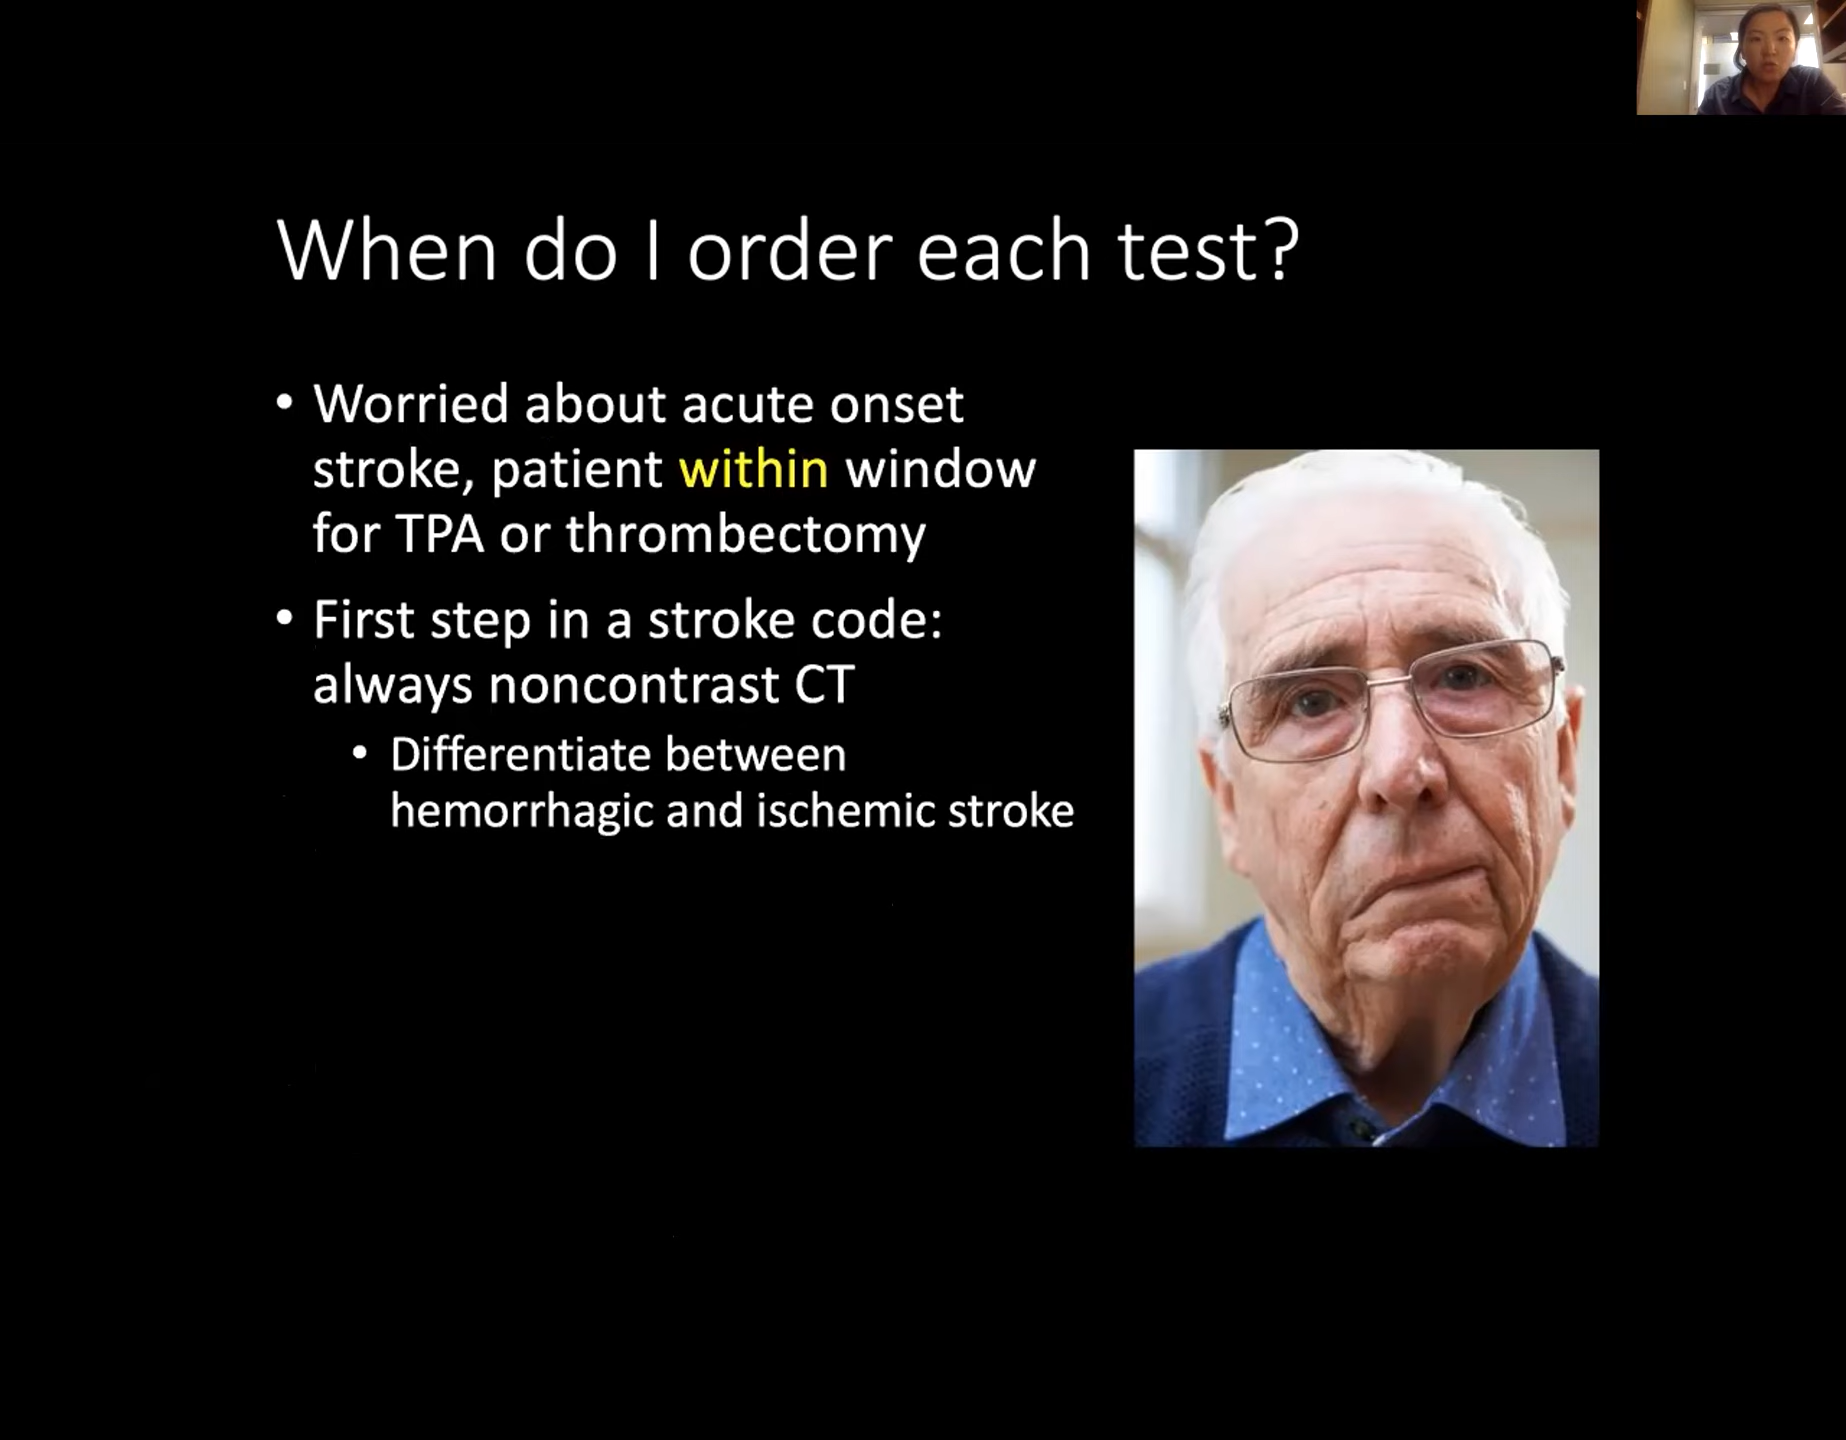 When do I order each test?
• Worried about acute onset
stroke, patient within window
for TPA or thrombectomy
• First step in a stroke code:
always noncontrast CT
• Differentiate between
hemorrhagic and ischemic stroke